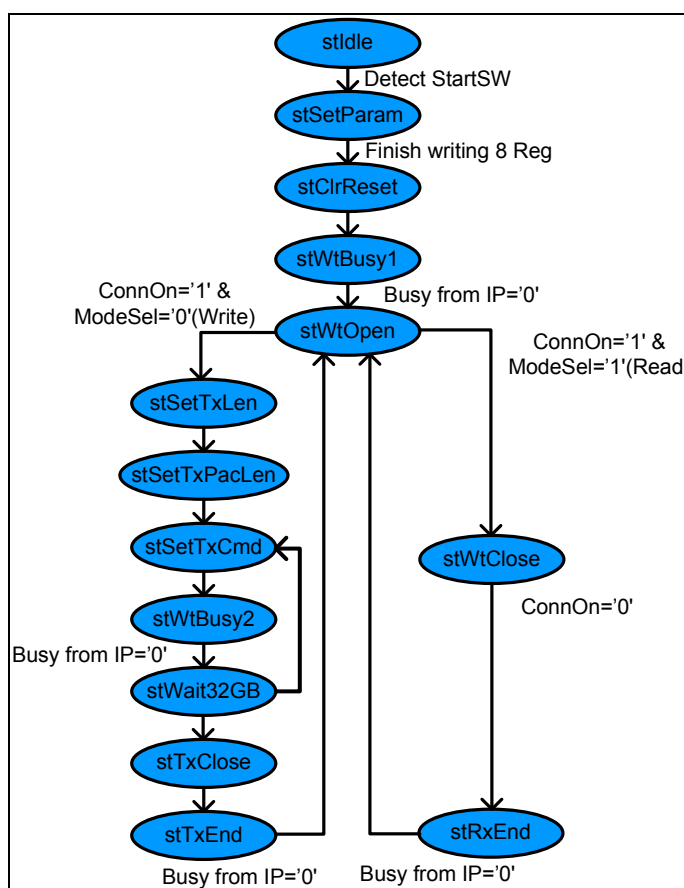 stIdle
Detect StartSW
stSetParam
Finish writing 8 Reg
stClrReset
stWtBusy1
Busy from IP='0'
ConnOn='1' &
ModeSel='0'(Write)
stWtOpen
ConnOn='1' &
ModeSel='1'(Read
stSetTxLen
stSetTxPacLen
stSetTxCmd
stWtClose
stWtBusy2
ConnOn='0'
Busy from IP='0'
stWait32GB
stTxClose
stTxEnd
stRxEnd
Busy from IP='0'
Busy from IP='0'